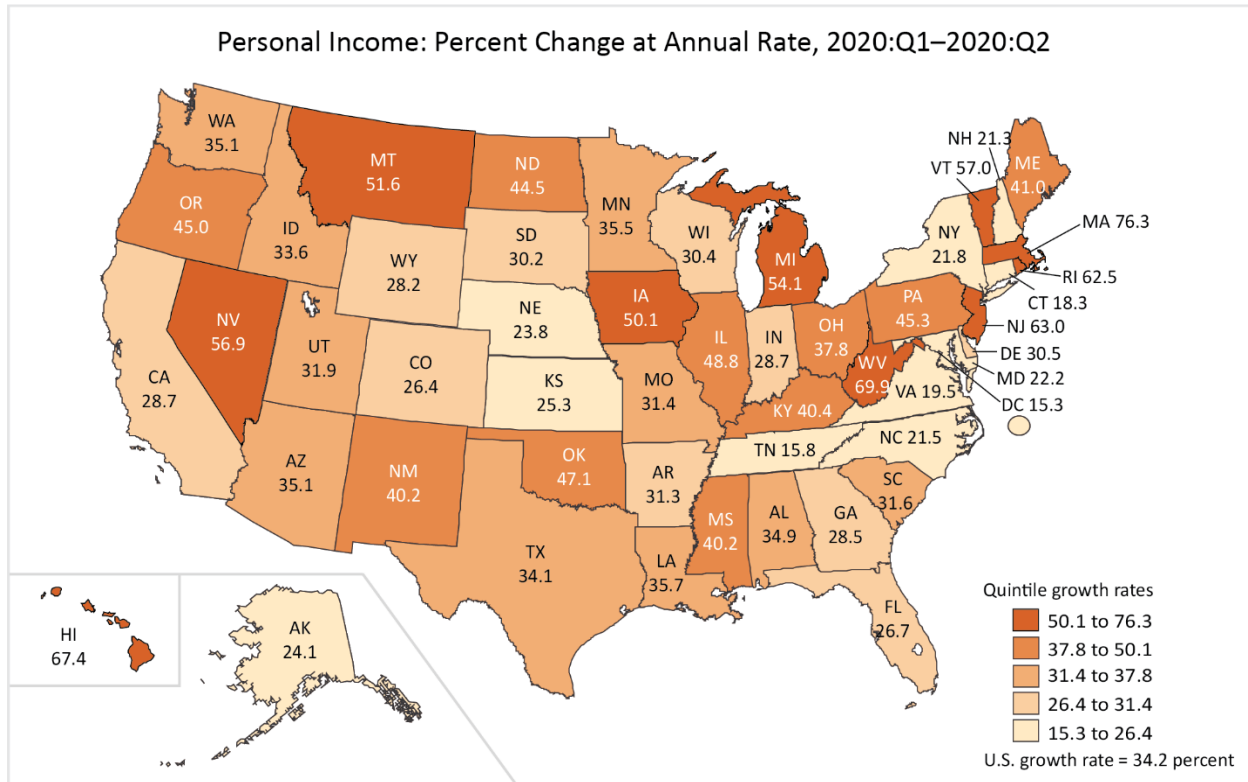 Personal Income: Percent Change at Annual Rate, 2020:Q1–2020:Q2
WA
35.1
MT
51.6
ND
44.5
MN
35.5
NH 21.3
VT 57.0
ME
41.0
OR
45.0
ID
33.6
WY
28.2
SD
30.2
WI
30.4
MI
54.1
NY
21.8
MA 76.3
RI 62.5
CT 18.3
NJ 63.0
DE 30.5
MD 22.2
DC 15.3
NV
56.9
UT
31.9
CO
26.4
NE
23.8
IA
50.1
IL
48.8
IN
28.7
OH
37.8
PA
45.3
WV
69.9
VA 19.5
CA
28.7
KS
25.3
MO
31.4
KY 40.4
TN 15.8
NC 21.5
AZ
35.1
NM
40.2
OK
47.1
AR
31.3
SC
31.6
MS
40.2
AL
34.9
GA
28.5
TX
34.1
LA
35.7
FL
26.7
HI
67.4
AK
24.1
Quintile growth rates
50.1 to 76.3
37.8 to 50.1
31.4 to 37.8
26.4 to 31.4
15.3 to 26.4
U.S. growth rate = 34.2 percent